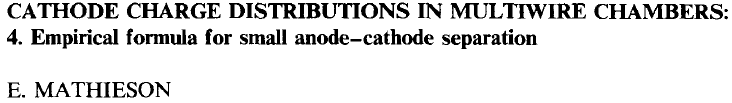 CATHODE CHARGE DISTRIBUTIONS IN MULTIWIRE CHAMBERS:
4. Empirical formula for small anode–cathode separation
E. MATHIESON